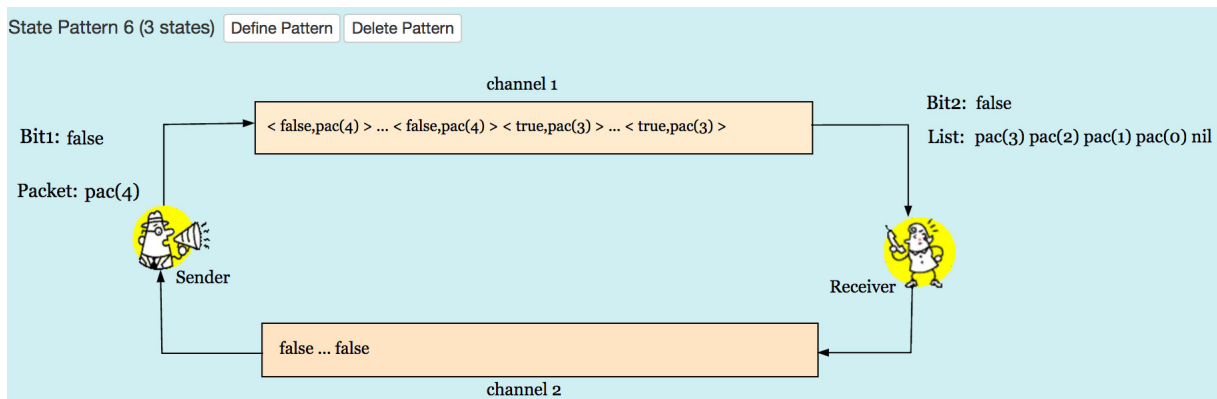 State Pattern 6 (3 states) Define Pattern Delete Pattern
channel 1
Bit1: false
< false,pac(4) > ... < false,pac(4) > < true,pac(3) > ... < true,pac(3) >
Bit2: false
List: pac(3) pac(2) pac(1) pac(0) nil
Packet: pac(4)
Sender
Receiver
false ... false
channel 2